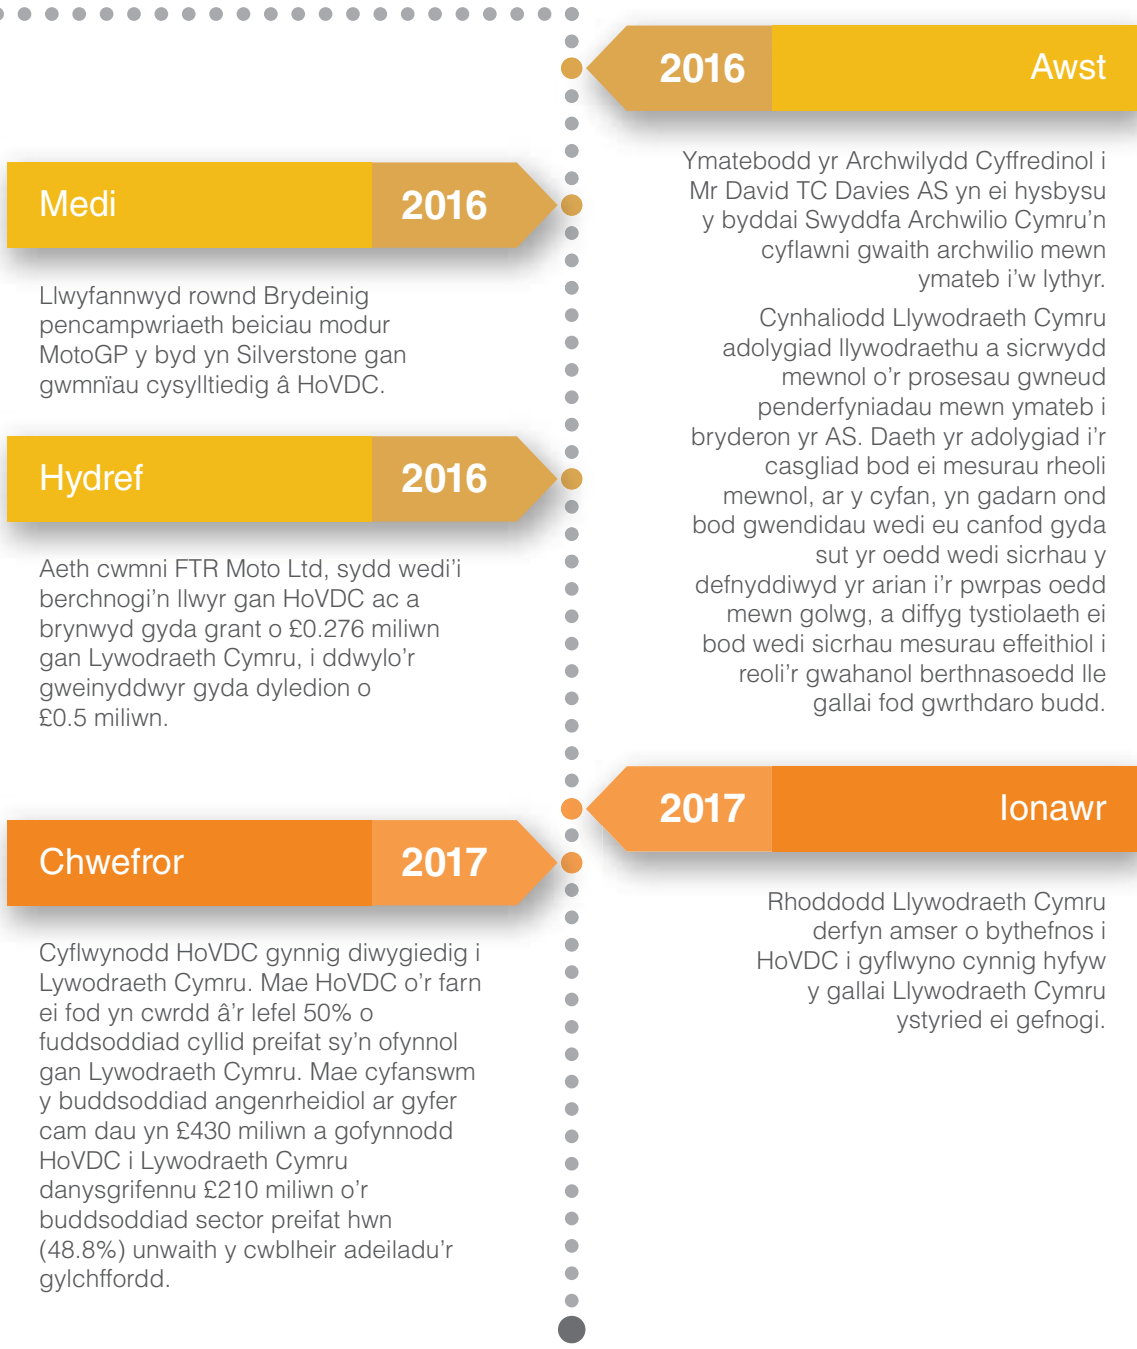 2016 Awst
Ymatebodd yr Archwilydd Cyffredinol i
Mr David TC Davies AS yn ei hysbysu
y byddai Swyddfa Archwilio Cymru’n
cyflawni gwaith archwilio mewn
ymateb i’w lythyr.
Cynhaliodd Llywodraeth Cymru
adolygiad llywodraethu a sicrwydd
mewnol o’r prosesau gwneud
penderfyniadau mewn ymateb i
bryderon yr AS. Daeth yr adolygiad i’r
casgliad bod ei mesurau rheoli
mewnol, ar y cyfan, yn gadarn ond
bod gwendidau wedi eu canfod gyda
sut yr oedd wedi sicrhau y
defnyddiwyd yr arian i’r pwrpas oedd
mewn golwg, a diffyg tystiolaeth ei
bod wedi sicrhau mesurau effeithiol i
reoli’r gwahanol berthnasoedd lle
gallai fod gwrthdaro budd.
Medi 2016
Llwyfannwyd rownd Brydeinig
pencampwriaeth beiciau modur
MotoGP y byd yn Silverstone gan
gwmnïau cysylltiedig â HoVDC.
Hydref 2016
Aeth cwmni FTR Moto Ltd, sydd wedi’i
berchnogi’n llwyr gan HoVDC ac a
brynwyd gyda grant o £0.276 miliwn
gan Lywodraeth Cymru, i ddwylo’r
gweinyddwyr gyda dyledion o
£0.5 miliwn.
2017 Ionawr
Rhoddodd Llywodraeth Cymru
derfyn amser o bythefnos i
HoVDC i gyflwyno cynnig hyfyw
y gallai Llywodraeth Cymru
ystyried ei gefnogi.
Chwefror 2017
Cyflwynodd HoVDC gynnig diwygiedig i
Lywodraeth Cymru. Mae HoVDC o’r farn
ei fod yn cwrdd â’r lefel 50% o
fuddsoddiad cyllid preifat sy’n ofynnol
gan Lywodraeth Cymru. Mae cyfanswm
y buddsoddiad angenrheidiol ar gyfer
cam dau yn £430 miliwn a gofynnodd
HoVDC i Lywodraeth Cymru
danysgrifennu £210 miliwn o’r
buddsoddiad sector preifat hwn
(48.8%) unwaith y cwblheir adeiladu’r
gylchffordd.